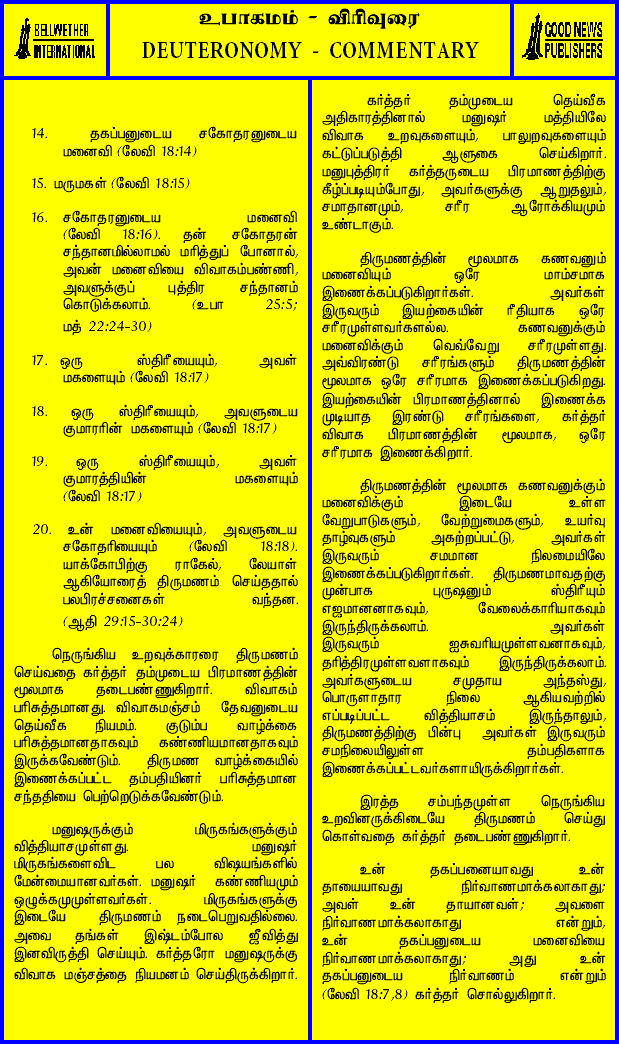 BELLWETHER
INTERNATIONAL
உபாகமம் - விரிவுரை
DEUTERONOMY - COMMENTARY
GOOD NEWS
PUBLISHERS
14. தகப்பனுடைய சகோதரனுடைய
மனைவி (லேவி 18:14)
15. மருமகள் (லேவி 18:15)
16. சகோதரனுடைய மனைவி
(லேவி 18:16). தன் சகோதரன்
சந்தானமில்லாமல் மரித்துப் போனால்,
அவன் மனைவியை விவாகம்பண்ணி,
அவளுக்குப் புத்திர சந்தானம்
கொடுக்கலாம். (உபா 25:5;
மத் 22:24-30)
17. ஒரு ஸ்திரீயையும், அவள்
மகளையும் (லேவி 18:17)
18. ஒரு ஸ்திரீயையும், அவளுடைய
குமாரரின் மகளையும் (லேவி 18:17)
19. ஒரு ஸ்திரீயையும், அவள்
குமாரத்தியின் மகளையும்
(லேவி 18:17)
20. உன் மனைவியையும், அவளுடைய
சகோதரியையும் (லேவி 18:18).
யாக்கோபிற்கு ராகேல், லேயாள்
ஆகியோரைத் திருமணம் செய்ததால்
பலபிரச்சனைகள் வந்தன.
(ஆதி 29:15-30:24)
நெருங்கிய உறவுக்காரரை திருமணம்
செய்வதை கர்த்தர் தம்முடைய பிரமாணத்தின்
மூலமாக தடைபண்ணுகிறார். விவாகம்
பரிசுத்தமானது. விவாகமஞ்சம் தேவனுடைய
தெய்வீக நியமம். குடும்ப வாழ்க்கை
பரிசுத்தமானதாகவும் கண்ணியமானதாகவும்
இருக்கவேண்டும். திருமண வாழ்க்கையில்
இணைக்கப்பட்ட தம்பதியினர் பரிசுத்தமான
சந்ததியை பெற்றெடுக்கவேண்டும்.
மனுஷருக்கும் மிருகங்களுக்கும்
வித்தியாசமுள்ளது. மனுஷர்
மிருகங்களைவிட பல விஷயங்களில்
மேன்மையானவர்கள். மனுஷர் கண்ணியமும்
ஒழுக்கமுமுள்ளவர்கள். மிருகங்களுக்கு
இடையே திருமணம் நடைபெறுவதில்லை.
அவை தங்கள் இஷ்டம்போல ஜீவித்து
இனவிருத்தி செய்யும். கர்த்தரோ மனுஷருக்கு
விவாக மஞ்சத்தை நியமனம் செய்திருக்கிறார்.
கர்த்தர் தம்முடைய தெய்வீக
அதிகாரத்தினால் மனுஷர் மத்தியிலே
விவாக உறவுகளையும், பாலுறவுகளையும்
கட்டுப்படுத்தி ஆளுகை செய்கிறார்.
மனுபுத்திரர் கர்த்தருடைய பிரமாணத்திற்கு
கீழ்ப்படியும்போது, அவர்களுக்கு ஆறுதலும்,
சமாதானமும், சரீர ஆரோக்கியமும்
உண்டாகும்.
திருமணத்தின் மூலமாக கணவனும்
மனைவியும் ஒரே மாம்சமாக
இணைக்கப்படுகிறார்கள். அவர்கள்
இருவரும் இயற்கையின் ரீதியாக ஒரே
சரீரமுள்ளவர்களல்ல. கணவனுக்கும்
மனைவிக்கும் வெவ்வேறு சரீரமுள்ளது.
அவ்விரண்டு சரீரங்களும் திருமணத்தின்
மூலமாக ஒரே சரீரமாக இணைக்கப்படுகிறது.
இயற்கையின் பிரமாணத்தினால் இணைக்க
முடியாத இரண்டு சரீரங்களை, கர்த்தர்
விவாக பிரமாணத்தின் மூலமாக, ஒரே
சரீரமாக இணைக்கிறார்.
திருமணத்தின் மூலமாக கணவனுக்கும்
மனைவிக்கும் இடையே உள்ள
வேறுபாடுகளும், வேற்றுமைகளும், உயர்வு
தாழ்வுகளும் அகற்றப்பட்டு, அவர்கள்
இருவரும் சமமான நிலமையிலே
இணைக்கப்படுகிறார்கள். திருமணமாவதற்கு
முன்பாக புருஷனும் ஸ்திரீயும்
எஜமானனாகவும், வேலைக்காரியாகவும்
இருந்திருக்கலாம். அவர்கள்
இருவரும் ஐசுவரியமுள்ளவனாகவும்,
தரித்திரமுள்ளவளாகவும் இருந்திருக்கலாம்.
அவர்களுடைய சமுதாய அந்தஸ்து,
பொருளாதார நிலை ஆகியவற்றில்
எப்படிப்பட்ட வித்தியாசம் இருந்தாலும்,
திருமணத்திற்கு பின்பு அவர்கள் இருவரும்
சமநிலையிலுள்ள தம்பதிகளாக
இணைக்கப்பட்டவர்களாயிருக்கிறார்கள்.
இரத்த சம்பந்தமுள்ள நெருங்கிய
உறவினருக்கிடையே திருமணம் செய்து
கொள்வதை கர்த்தர் தடைபண்ணுகிறார்.
உன் தகப்பனையாவது உன்
தாயையாவது நிர்வாணமாக்கலாகாது;
அவள் உன் தாயானவள்; அவளை
நிர்வாணமாக்கலாகாது என்றும்,
உன் தகப்பனுடைய மனைவியை
நிர்வாணமாக்கலாகாது; அது உன்
தகப்பனுடைய நிர்வாணம் என்றும்
(லேவி 18:7,8) கர்த்தர் சொல்லுகிறார்.